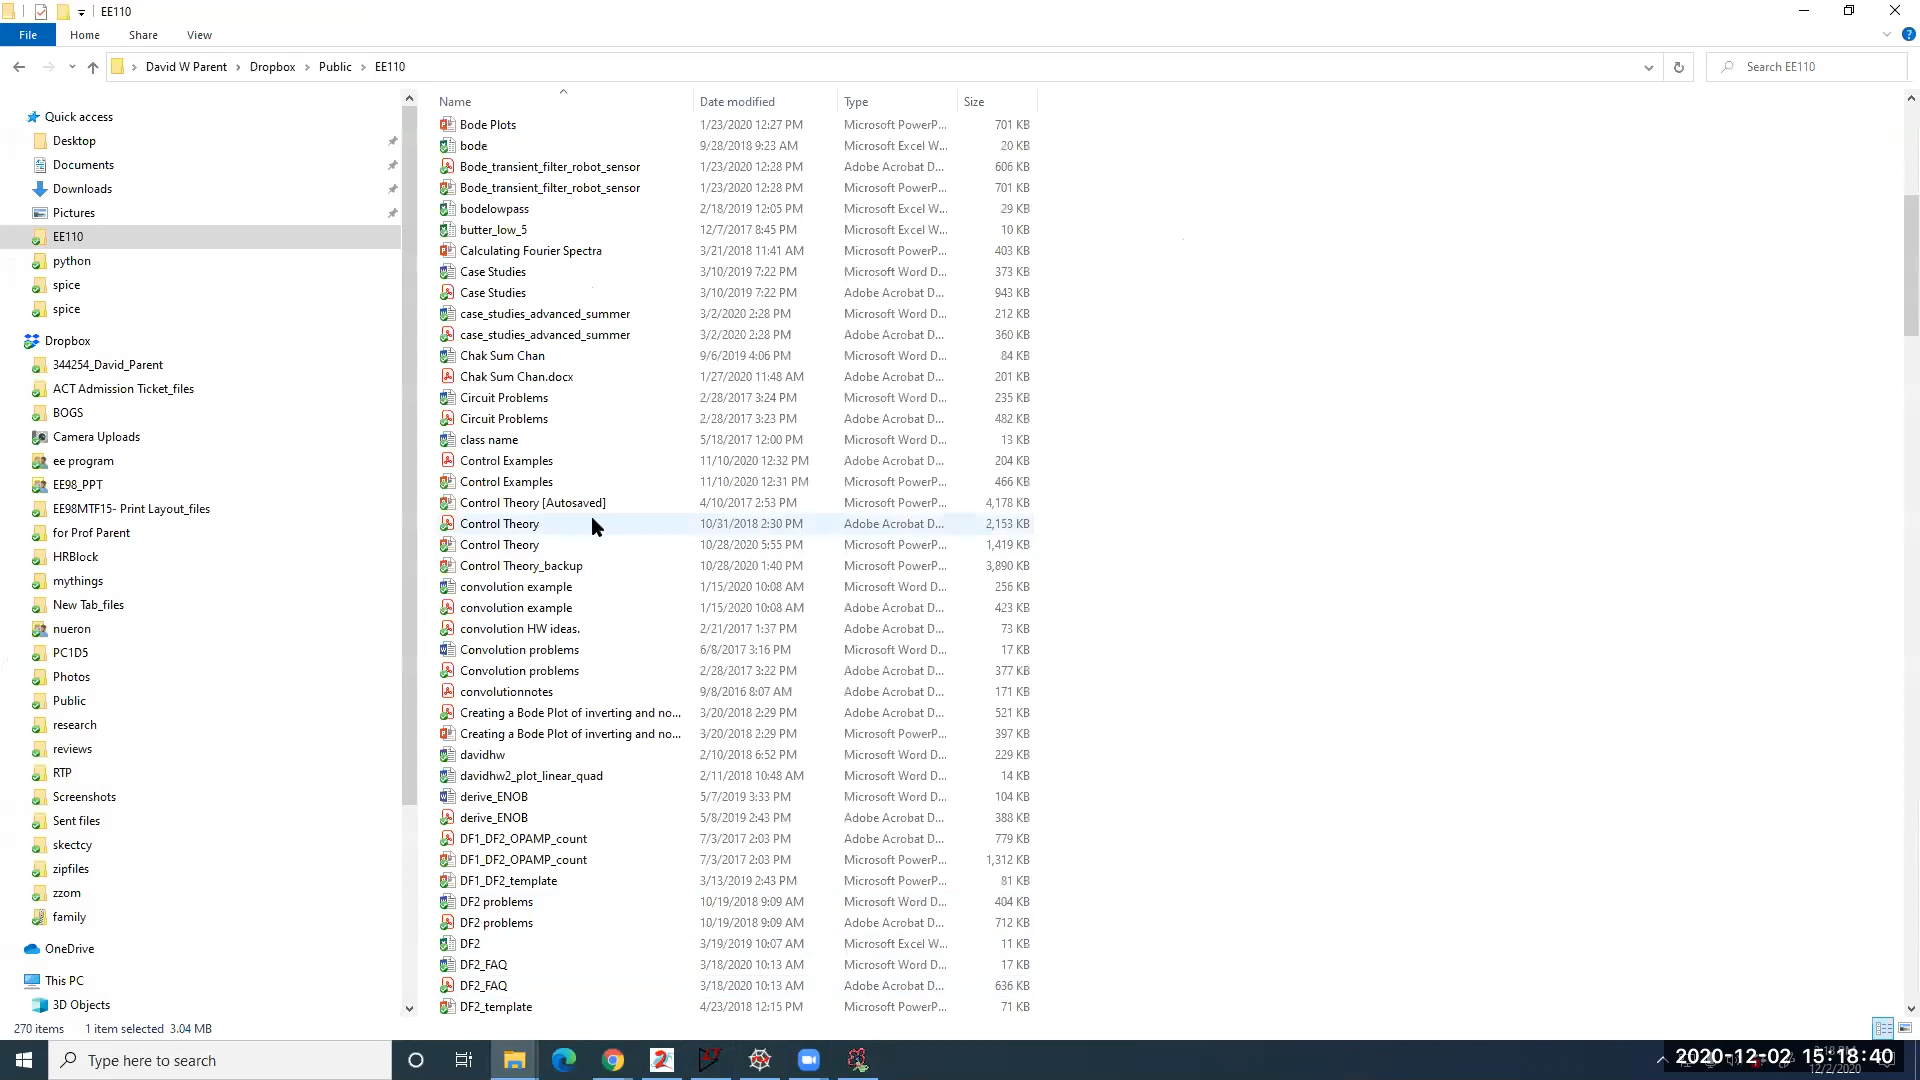 EE110
File Home Share View
David W Parent Dropbox Public EE110 Search EE110
Quick access
Desktop
Documents
Downloads
Pictures
EE110
python
spice
spice
Dropbox
344254_David_Parent
ACT Admission Ticket_files
BOGS
Camera Uploads
ee program
EE98_PPT
EE98MTF15- Print Layout_files
for Prof Parent
HRBlock
mythings
New Tab_files
nueron
PC1D5
Photos
Public
research
reviews
RTP
Screenshots
Sent files
skectcy
zipfiles
zzom
family
OneDrive
This PC
3D Objects
Name Date modified Type Size
Bode Plots 1/23/2020 12:27 PM Microsoft PowerP... 701 KB
bode 9/28/2018 9:23 AM Microsoft Excel W... 20 KB
Bode_transient_filter_robot_sensor 1/23/2020 12:28 PM Adobe Acrobat D... 606 KB
Bode_transient_filter_robot_sensor 1/23/2020 12:28 PM Microsoft PowerP... 701 KB
bodelowpass 2/18/2019 12:05 PM Microsoft Excel W... 29 KB
butter_low_5 12/7/2017 8:45 PM Microsoft Excel W... 10 KB
Calculating Fourier Spectra 3/21/2018 11:41 AM Microsoft PowerP... 403 KB
Case Studies 3/10/2019 7:22 PM Microsoft Word D... 373 KB
Case Studies 3/10/2019 7:22 PM Adobe Acrobat D... 943 KB
case_studies_advanced_summer 3/2/2020 2:28 PM Microsoft Word D... 212 KB
case_studies_advanced_summer 3/2/2020 2:28 PM Adobe Acrobat D... 360 KB
Chak Sum Chan 9/6/2019 4:06 PM Microsoft Word D... 84 KB
Chak Sum Chan.docx 1/27/2020 11:48 AM Adobe Acrobat D... 201 KB
Circuit Problems 2/28/2017 3:24 PM Microsoft Word D... 235 KB
Circuit Problems 2/28/2017 3:23 PM Adobe Acrobat D... 482 KB
class name 5/18/2017 12:00 PM Microsoft Word D... 13 KB
Control Examples 11/10/2020 12:32 PM Adobe Acrobat D... 204 KB
Control Examples 11/10/2020 12:31 PM Microsoft PowerP... 466 KB
Control Theory [Autosaved] 4/10/2017 2:53 PM Microsoft PowerP... 4,178 KB
Control Theory 10/31/2018 2:30 PM Adobe Acrobat D... 2,153 KB
Control Theory 10/28/2020 5:55 PM Microsoft PowerP... 1,419 KB
Control Theory_backup 10/28/2020 1:40 PM Microsoft PowerP... 3,890 KB
convolution example 1/15/2020 10:08 AM Microsoft Word D... 256 KB
convolution example 1/15/2020 10:08 AM Adobe Acrobat D... 423 KB
convolution HW ideas. 2/21/2017 1:37 PM Adobe Acrobat D... 73 KB
Convolution problems 6/8/2017 3:16 PM Microsoft Word D... 17 KB
Convolution problems 2/28/2017 3:22 PM Adobe Acrobat D... 377 KB
convolutionnotes 9/8/2016 8:07 AM Adobe Acrobat D... 171 KB
Creating a Bode Plot of inverting and no... 3/20/2018 2:29 PM Adobe Acrobat D... 521 KB
Creating a Bode Plot of inverting and no... 3/20/2018 2:29 PM Microsoft PowerP... 397 KB
davidhw 2/10/2018 6:52 PM Microsoft Word D... 229 KB
davidhw2_plot_linear_quad 2/11/2018 10:48 AM Microsoft Word D... 14 KB
derive_ENOB 5/7/2019 3:33 PM Microsoft Word D... 104 KB
derive_ENOB 5/8/2019 2:43 PM Adobe Acrobat D... 388 KB
DF1_DF2_OPAMP_count 7/3/2017 2:03 PM Adobe Acrobat D... 779 KB
DF1_DF2_OPAMP_count 7/3/2017 2:03 PM Microsoft PowerP... 1,312 KB
DF1_DF2_template 3/13/2019 2:43 PM Microsoft PowerP... 81 KB
DF2 problems 10/19/2018 9:09 AM Microsoft Word D... 404 KB
DF2 problems 10/19/2018 9:09 AM Adobe Acrobat D... 712 KB
DF2 3/19/2019 10:07 AM Microsoft Excel W... 11 KB
DF2_FAQ 3/18/2020 10:13 AM Microsoft Word D... 17 KB
DF2_FAQ 3/18/2020 10:13 AM Adobe Acrobat D... 636 KB
DF2_template 4/23/2018 12:15 PM Microsoft PowerP... 71 KB
270 items 1 item selected 3.04 MB
Type here to search
2020-12-02 15:18:40
12/2/2020